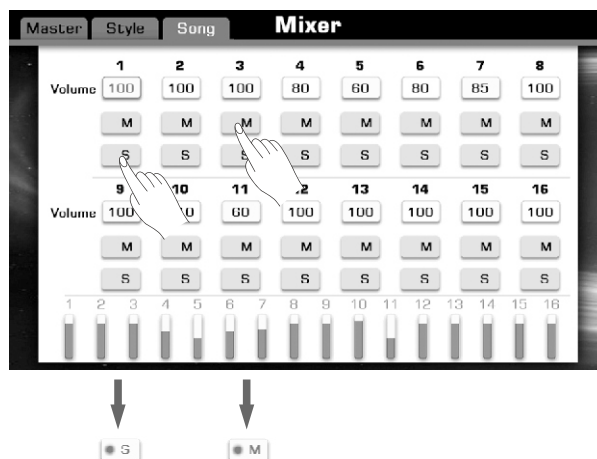 Master Style Song Mixer
1 2 3 4 5 6 7 8
Volume 100 100 100 80 60 80 85 100
M M M M M M M M
S S S S S S S S
9 10 11 12 13 14 15 16
Volume 100 60 100 100 100 100 100
M M M M M M M M
S S S S S S S S
1 2 3 4 5 6 7 8 9 10 11 12 13 14 15 16
S M